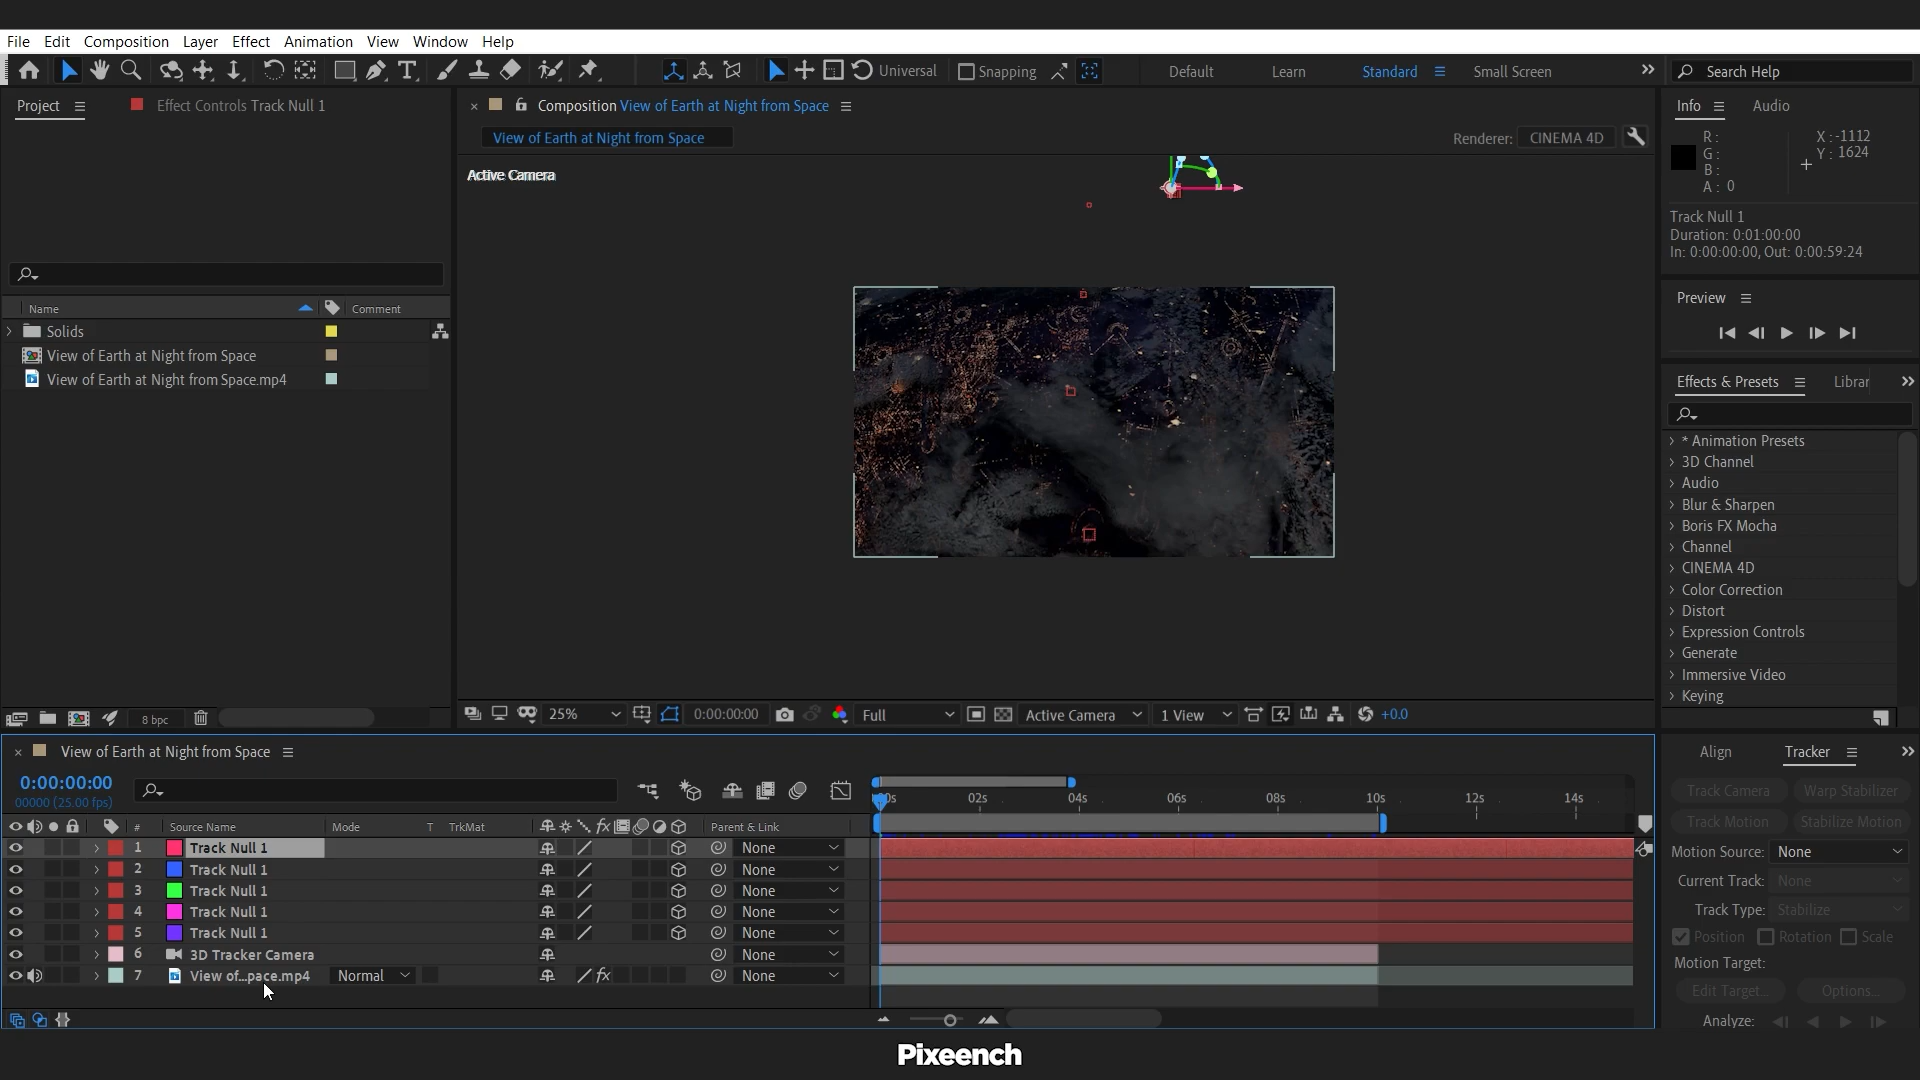 File Edit Composition Layer Effect Animation View Window Help
Universal Snapping Default Learn Standard Small Screen Search Help
Project Effect Controls Track Null 1
Composition View of Earth at Night from Space
View of Earth at Night from Space
Renderer: CINEMA 4D
Active Camera
Name Comment
Solids
View of Earth at Night from Space
View of Earth at Night from Space.mp4
8 bpc
25% 0:00:00:00 Full Active Camera 1 View +0.0
Info Audio
R :
G :
B :
A : 0
X : -1112
Y : 1624
Track Null 1
Duration: 0:01:00:00
In: 0:00:00:00, Out: 0:00:59:24
Preview
Effects & Presets Librar
* Animation Presets
3D Channel
Audio
Blur & Sharpen
Boris FX Mocha
Channel
CINEMA 4D
Color Correction
Distort
Expression Controls
Generate
Immersive Video
Keying
View of Earth at Night from Space
0:00:00:00
00000 (25.00 fps)
02s 04s 06s 08s 10s 12s 14s
# Source Name Mode T TrkMat Parent & Link
1 Track Null 1 None
2 Track Null 1 None
3 Track Null 1 None
4 Track Null 1 None
5 Track Null 1 None
6 3D Tracker Camera None
7 View of...pace.mp4 Normal None
Align Tracker
Track Camera Warp Stabilizer
Track Motion Stabilize Motion
Motion Source: None
Current Track: None
Track Type: Stabilize
Position Rotation Scale
Motion Target:
Edit Target... Options...
Analyze:
Pixeench